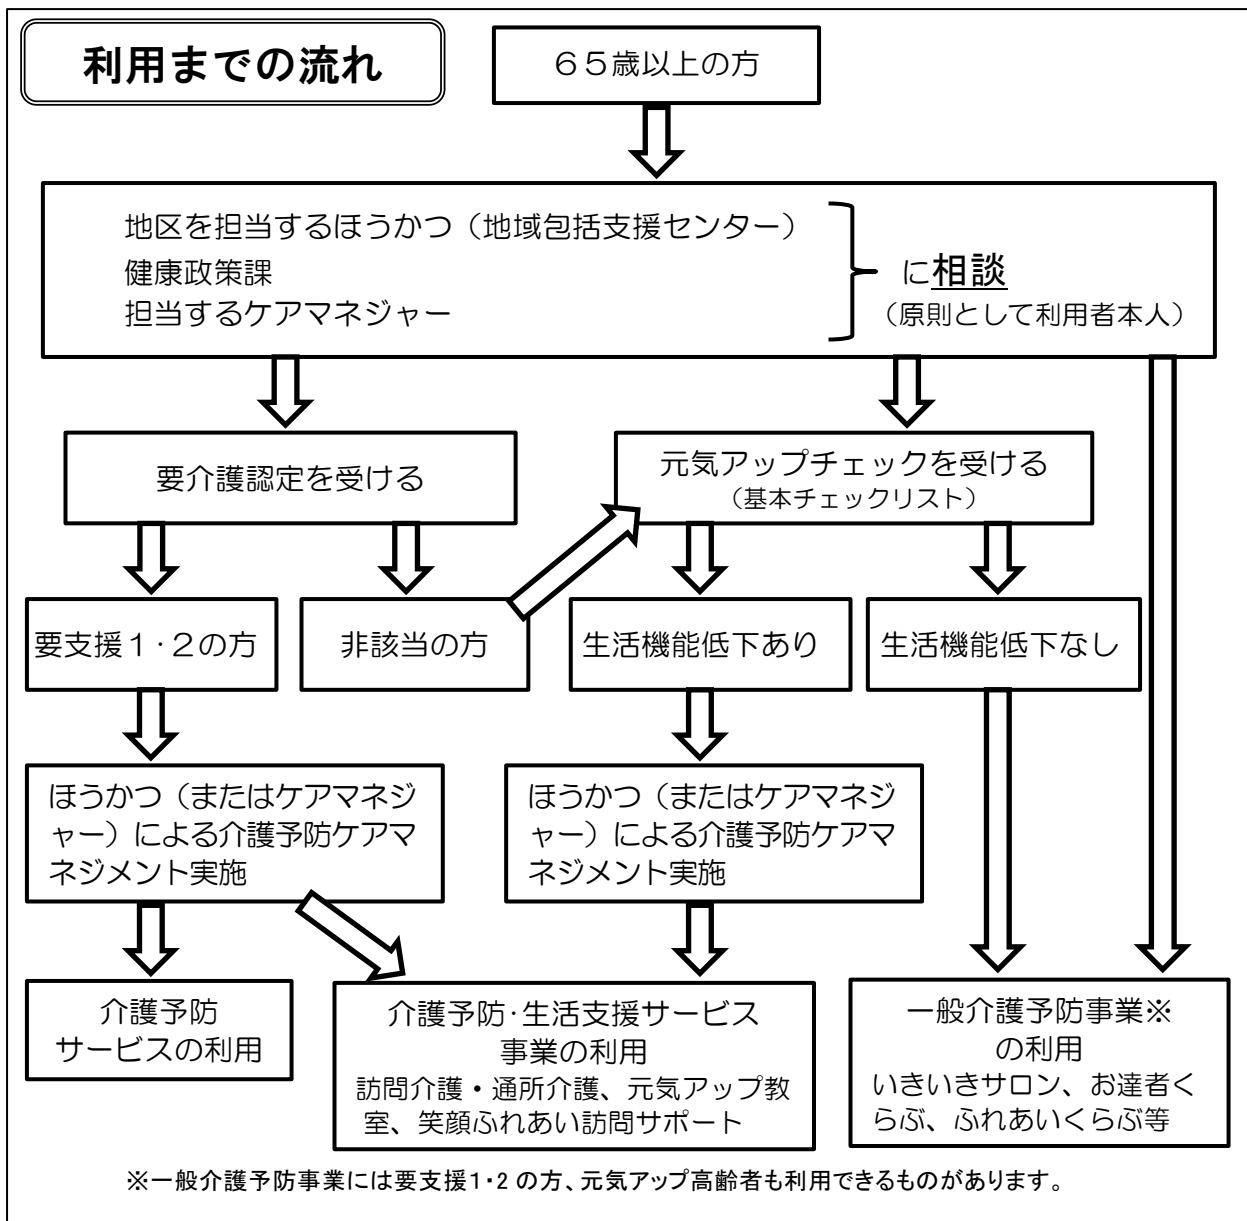 利用までの流れ
６５歳以上の方
地区を担当するほうかつ（地域包括支援センター）
健康政策課
担当するケアマネジャー
に相談
（原則として利用者本人）
要介護認定を受ける
元気アップチェックを受ける
（基本チェックリスト）
要支援１・２の方
非該当の方
生活機能低下あり
生活機能低下なし
ほうかつ（またはケアマネジ
ャー）による介護予防ケアマ
ネジメント実施
ほうかつ（またはケアマネジ
ャー）による介護予防ケアマ
ネジメント実施
介護予防
サービスの利用
介護予防・生活支援サービス
事業の利用
訪問介護・通所介護、元気アップ教
室、笑顔ふれあい訪問サポート
一般介護予防事業※
の利用
いきいきサロン、お達者く
らぶ、ふれあいくらぶ等
※一般介護予防事業には要支援1・2 の方、元気アップ高齢者も利用できるものがあります。